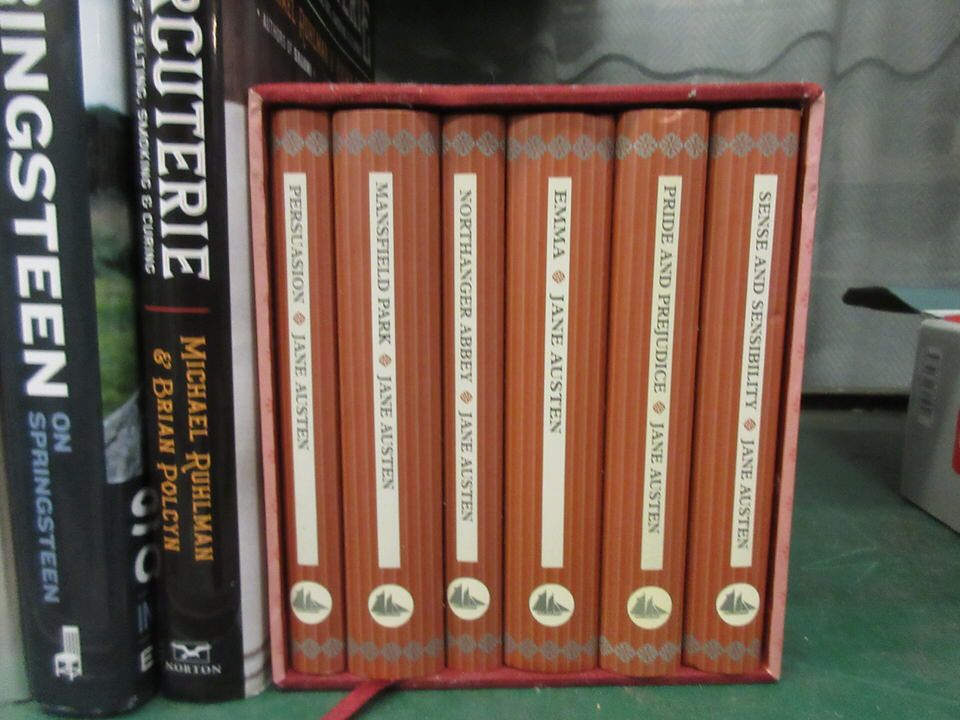 RINGSTEEN
ON
SPRINGSTEEN
RCUTERIE
OF SALTING, SMOKING & CURING
MICHAEL RUHLMAN
& BRIAN POLCYN
NORTON
PERSUASION JANE AUSTEN
MANSFIELD PARK JANE AUSTEN
NORTHANGER ABBEY JANE AUSTEN
EMMA JANE AUSTEN
PRIDE AND PREJUDICE JANE AUSTEN
SENSE AND SENSIBILITY JANE AUSTEN